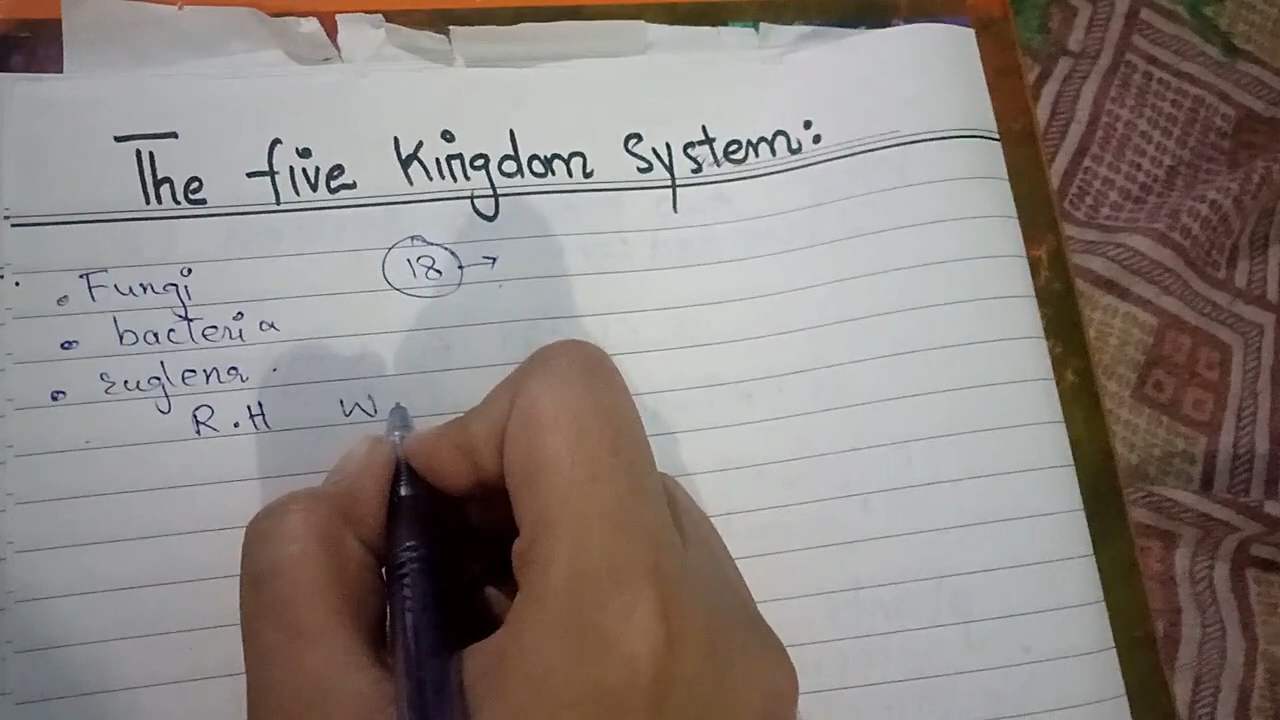 The five Kingdom System:
18 →
• Fungi
• bacteria
• Euglena.
R.H W